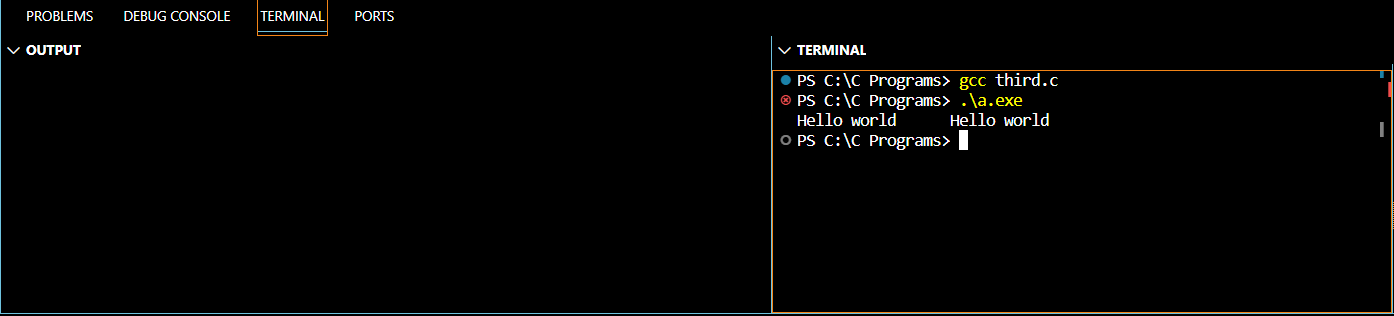 PROBLEMS DEBUG CONSOLE TERMINAL PORTS
OUTPUT
TERMINAL
PS C:\C Programs> gcc third.c
PS C:\C Programs> .\a.exe
Hello world      Hello world
PS C:\C Programs>